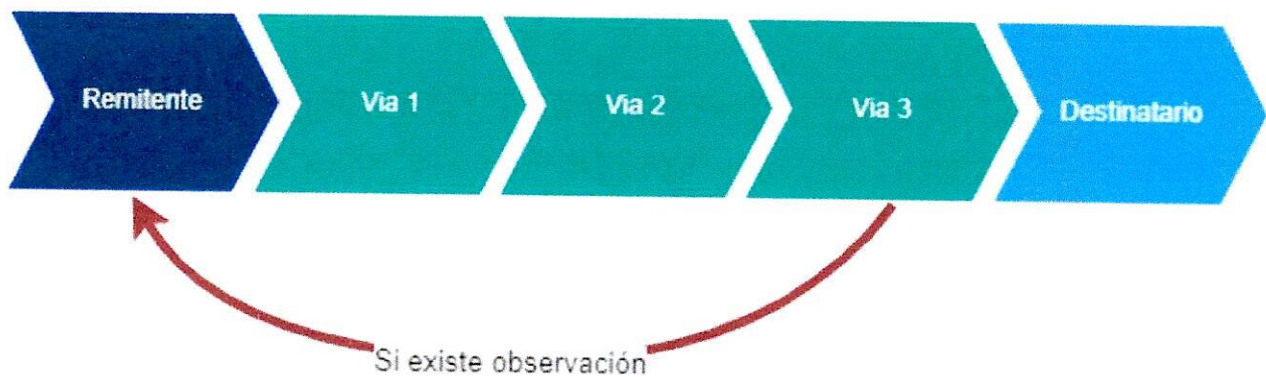 Remitente
Via 1
Via 2
Via 3
Destinatario
Si existe observación